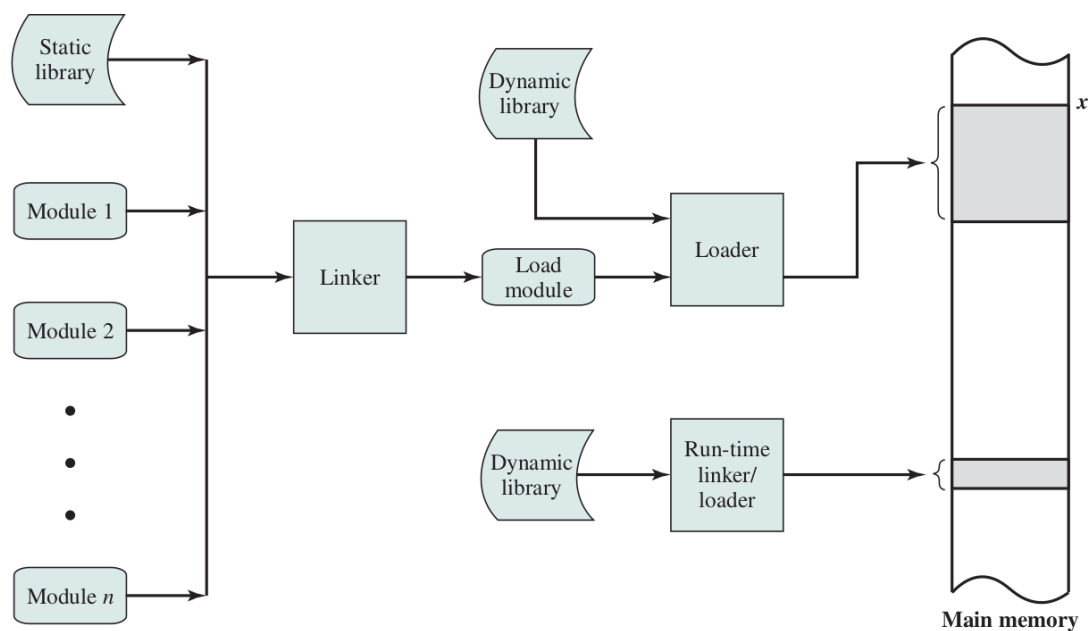 Static
library
Module 1
Module 2
Module n
Linker
Dynamic
library
Load
module
Loader
Dynamic
library
Run-time
linker/
loader
x
Main memory